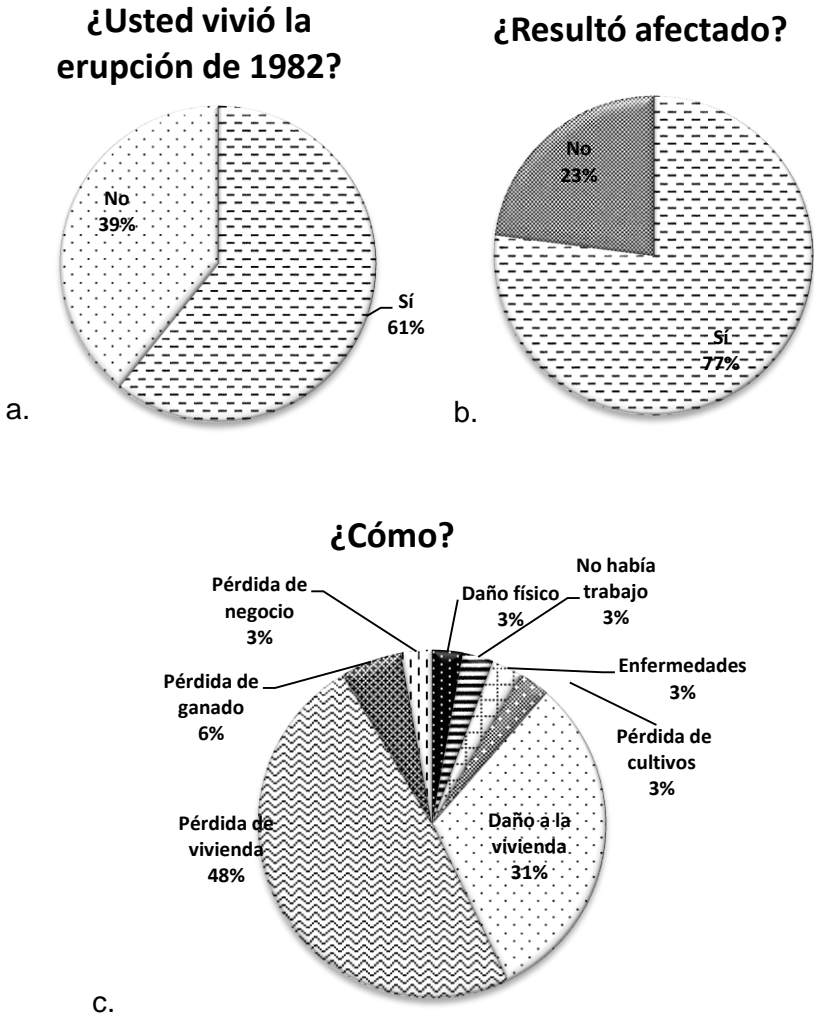 ¿Usted vivió la
erupción de 1982?
No
39%
Sí
61%
a.
¿Resultó afectado?
No
23%
Sí
77%
b.
¿Cómo?
Pérdida de
negocio
3%
Daño físico
3%
No había
trabajo
3%
Enfermedades
3%
Pérdida de
cultivos
3%
Pérdida de
ganado
6%
Pérdida de
vivienda
48%
Daño a la
vivienda
31%
c.